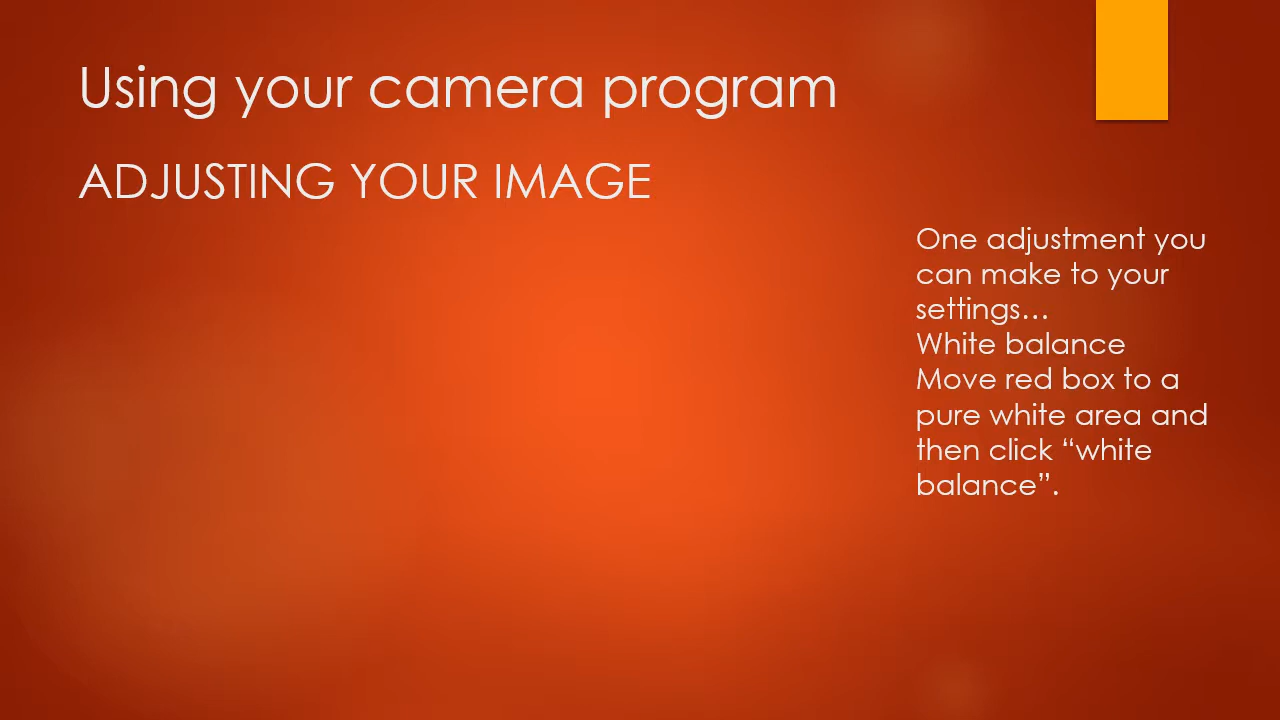 Using your camera program
ADJUSTING YOUR IMAGE
One adjustment you
can make to your
settings…
White balance
Move red box to a
pure white area and
then click “white
balance”.